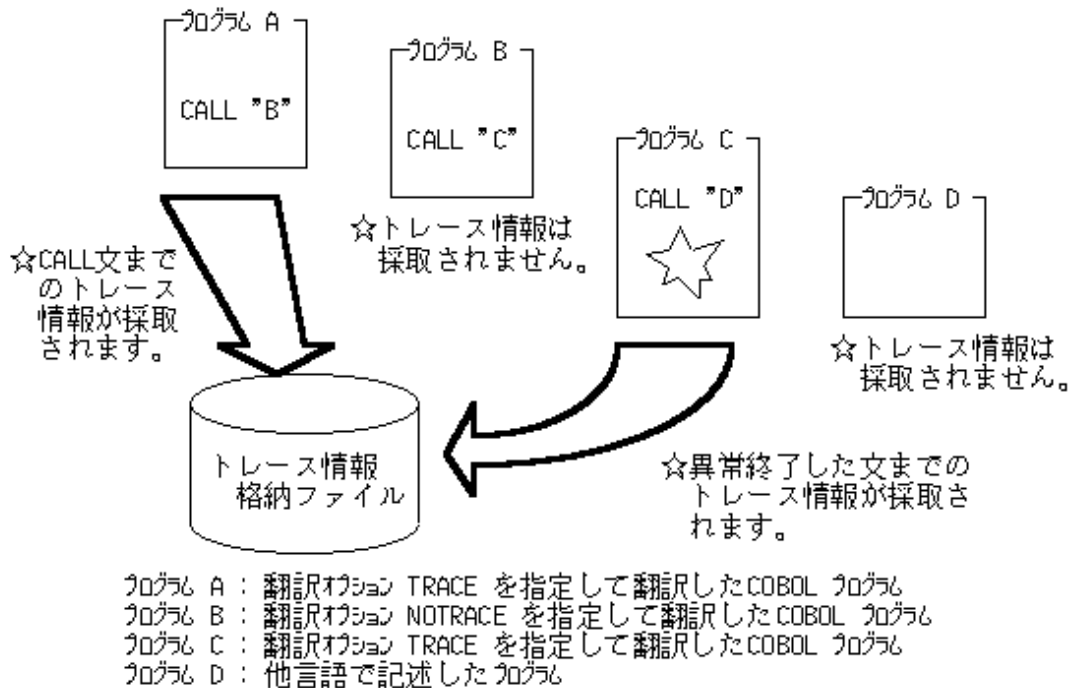 プログラム A
CALL "B"
プログラム B
CALL "C"
プログラム C
CALL "D"
プログラム D
☆CALL文まで
のトレース
情報が採取
されます。
☆トレース情報は
採取されません。
☆トレース情報は
採取されません。
トレース情報
格納ファイル
☆異常終了した文までの
トレース情報が採取さ
れます。
プログラム A : 翻訳オプション TRACE を指定して翻訳したCOBOL プログラム
プログラム B : 翻訳オプション NOTRACE を指定して翻訳したCOBOL プログラム
プログラム C : 翻訳オプション TRACE を指定して翻訳したCOBOL プログラム
プログラム D : 他言語で記述したプログラム